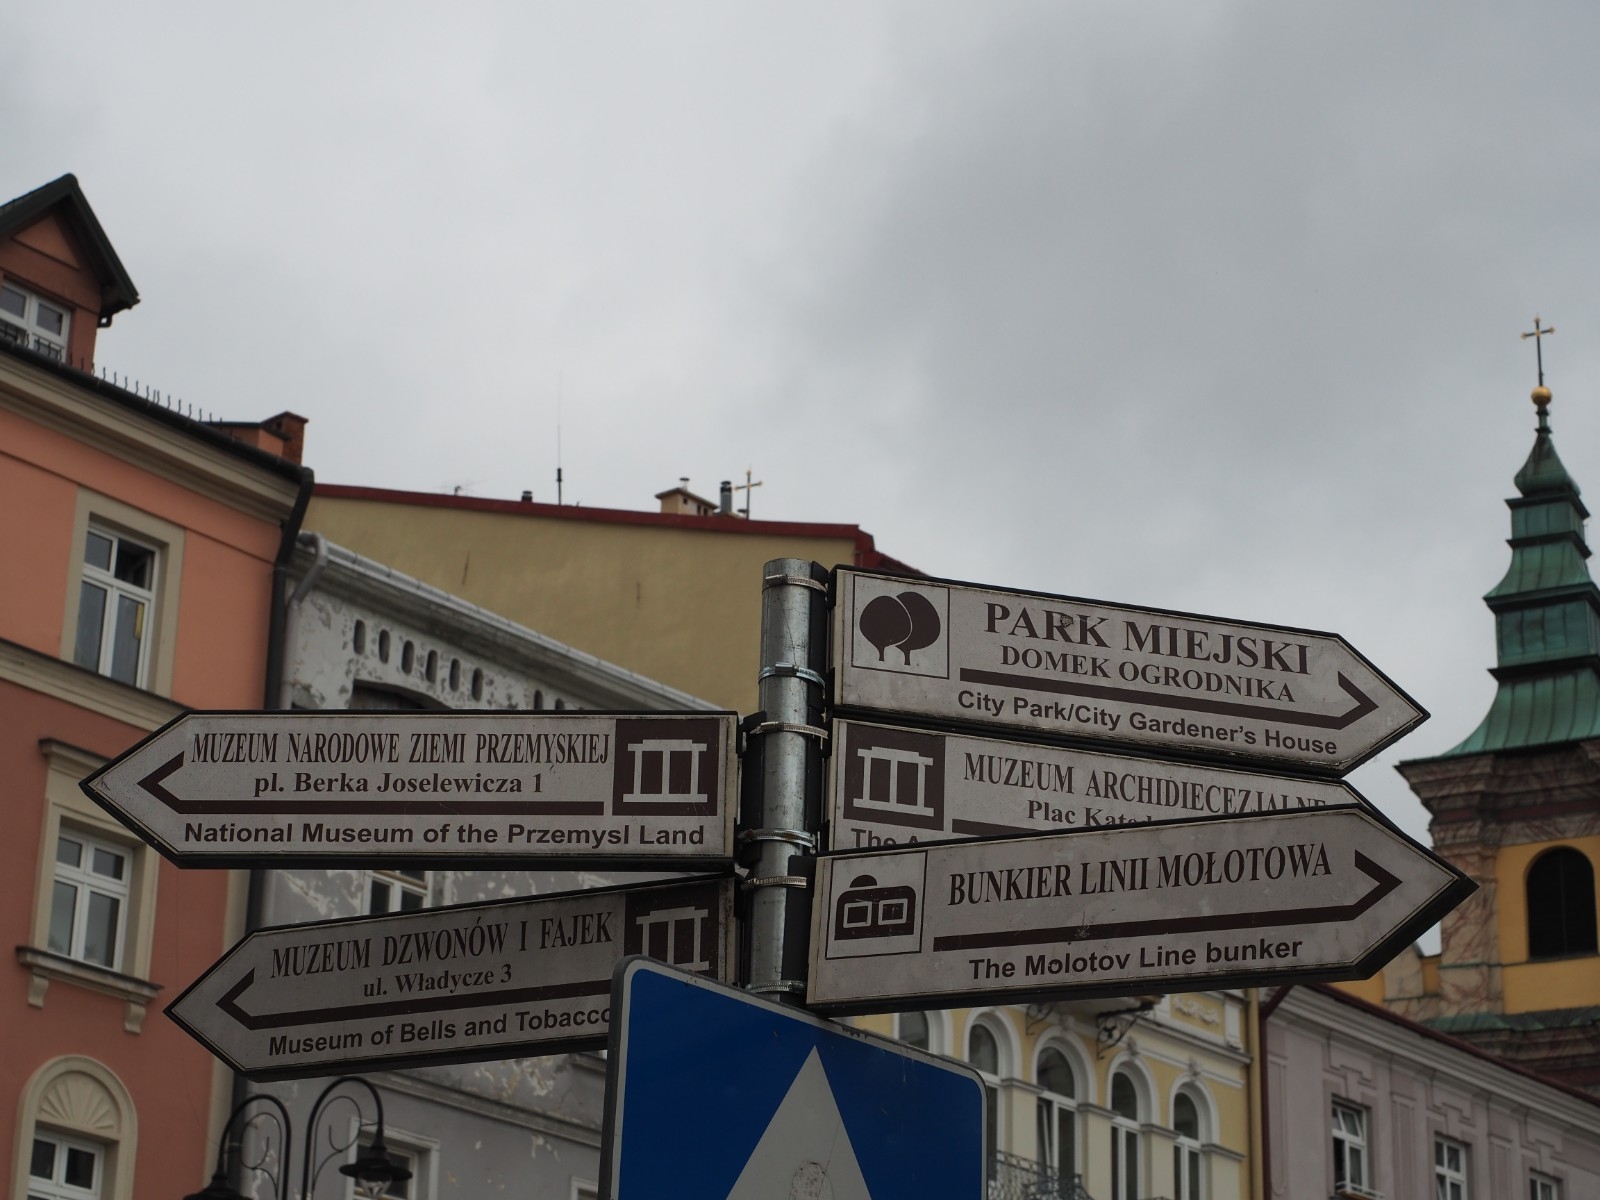 PARK MIEJSKI
DOMEK OGRODNIKA
City Park/City Gardener's House
MUZEUM NARODOWE ZIEMI PRZEMYSKIEJ
pl. Berka Joselewicza 1
National Museum of the Przemysl Land
MUZEUM ARCHIDIECEZJALNE
Plac
The
BUNKIER LINII MOŁOTOWA
The Molotov Line bunker
MUZEUM DZWONÓW I FAJEK
ul. Władycze 3
Museum of Bells and Tobacco